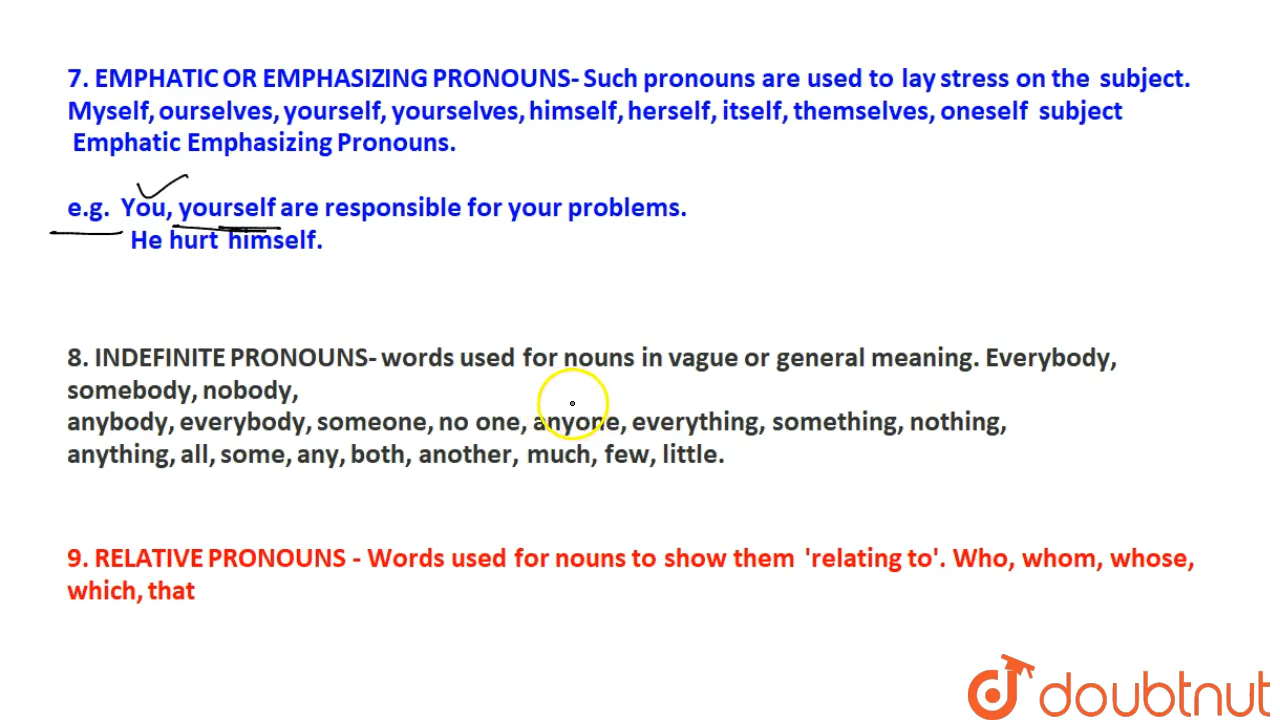 7. EMPHATIC OR EMPHASIZING PRONOUNS- Such pronouns are used to lay stress on the subject.
Myself, ourselves, yourself, yourselves, himself, herself, itself, themselves, oneself subject
Emphatic Emphasizing Pronouns.
e.g. You, yourself are responsible for your problems.
He hurt himself.
8. INDEFINITE PRONOUNS- words used for nouns in vague or general meaning. Everybody,
somebody, nobody,
anybody, everybody, someone, no one, anyone, everything, something, nothing,
anything, all, some, any, both, another, much, few, little.
9. RELATIVE PRONOUNS - Words used for nouns to show them 'relating to'. Who, whom, whose,
which, that
doubtnut